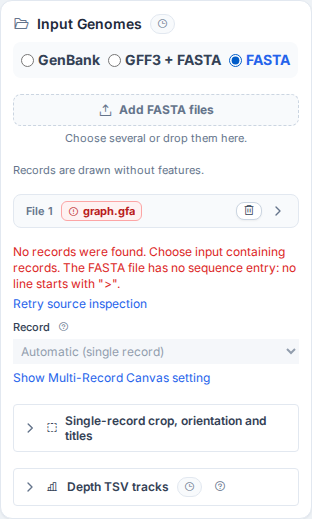 Input Genomes
GenBank GFF3 + FASTA FASTA
Add FASTA files
Choose several or drop them here.
Records are drawn without features.
File 1 graph.gfa
No records were found. Choose input containing
records. The FASTA file has no sequence entry: no
line starts with ">".
Retry source inspection
Record
Automatic (single record)
Show Multi-Record Canvas setting
Single-record crop, orientation and
titles
Depth TSV tracks